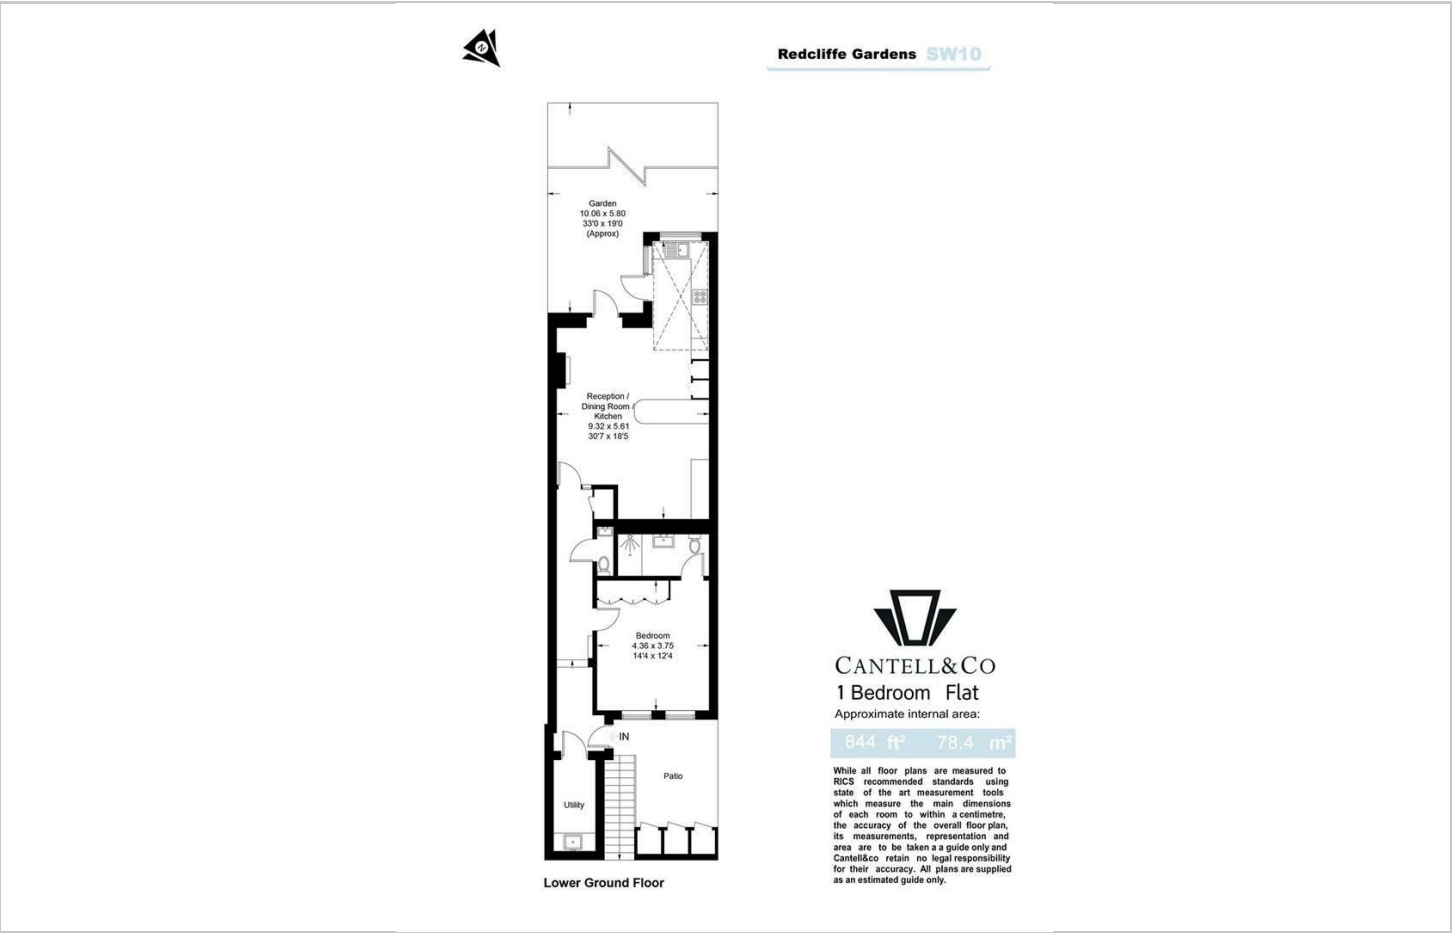 N
Redcliffe Gardens SW10
Garden
10.06 x 5.80
33'0 x 19'0
(Approx)
Reception /
Dining Room /
Kitchen
9.32 x 5.61
30'7 x 18'5
Bedroom
4.36 x 3.75
14'4 x 12'4
IN
Patio
Utility
Lower Ground Floor
CANTELL&CO
1 Bedroom Flat
Approximate internal area:
844 ft² 78.4 m²
While all floor plans are measured to
RICS recommended standards using
state of the art measurement tools
which measure the main dimensions
of each room to within a centimetre,
the accuracy of the overall floor plan,
its measurements, representation and
area are to be taken a a guide only and
Cantell&co retain no legal responsibility
for their accuracy. All plans are supplied
as an estimated guide only.